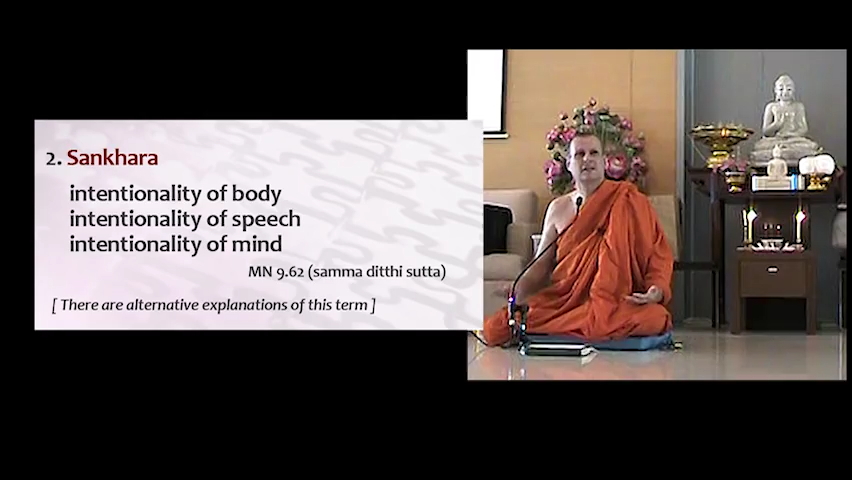 2. Sankhara
intentionality of body
intentionality of speech
intentionality of mind
MN 9.62 (samma ditthi sutta)
[ There are alternative explanations of this term ]